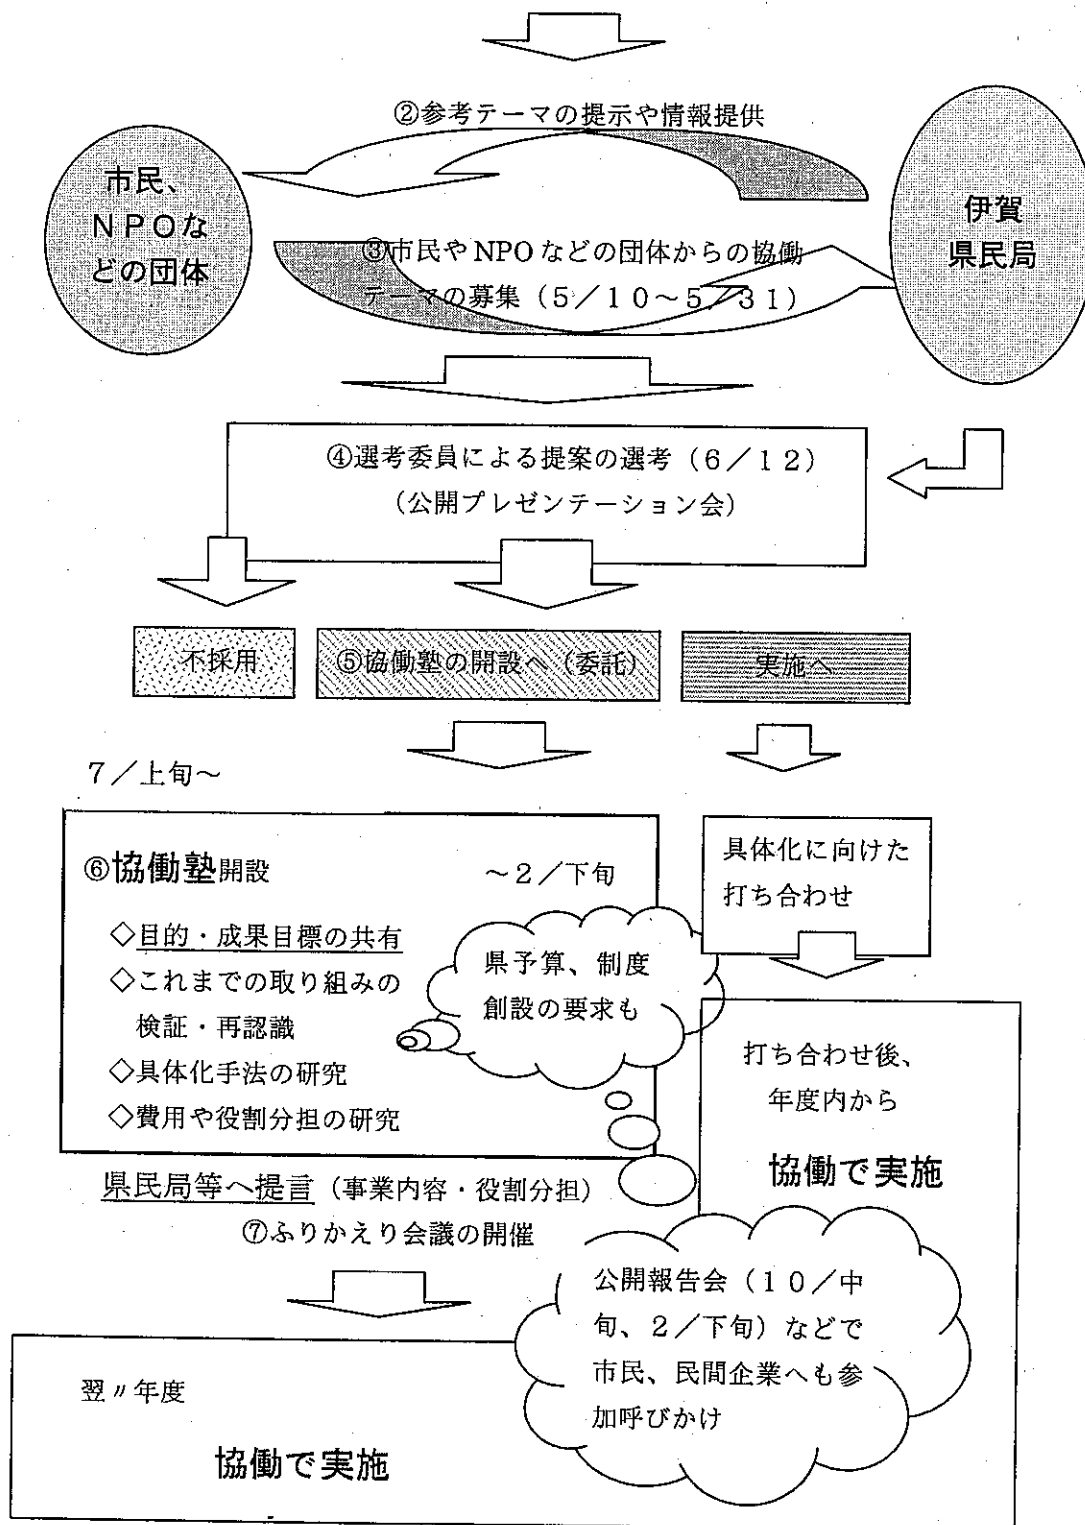 ②参考テーマの提示や情報提供
市民、
NPOな
どの団体
伊賀
県民局
③市民やNPOなどの団体からの協働
テーマの募集（5／10～5／31）
④選考委員による提案の選考（6／12）
（公開プレゼンテーション会）
不採用
⑤協働塾の開設へ（委託）
実施へ
7／上旬～
⑥協働塾開設
～2／下旬
◇目的・成果目標の共有
◇これまでの取り組みの
検証・再認識
◇具体化手法の研究
◇費用や役割分担の研究
県予算、制度
創設の要求も
具体化に向けた
打ち合わせ
打ち合わせ後、
年度内から
協働で実施
県民局等へ提言（事業内容・役割分担）
⑦ふりかえり会議の開催
公開報告会（10／中
旬、2／下旬）などで
市民、民間企業へも参
加呼びかけ
翌〃年度
協働で実施